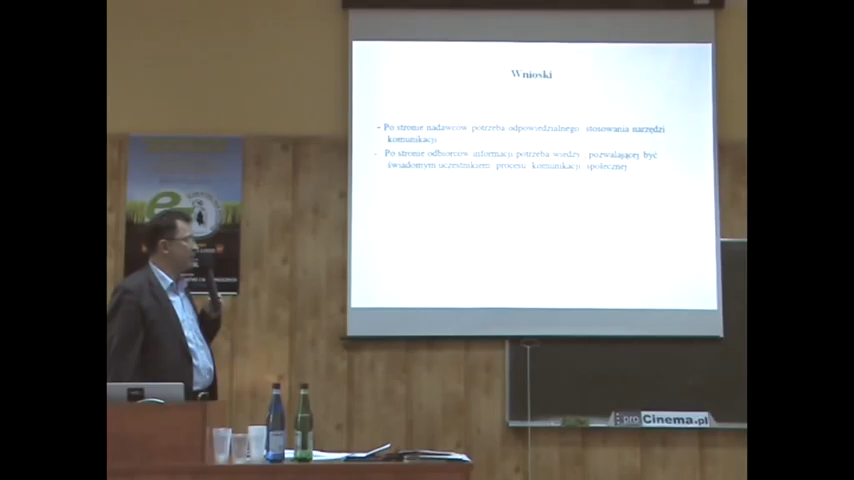 Wnioski
- Po stronie nadawców potrzeba odpowiedzialnego stosowania narzędzi
komunikacji
- Po stronie odbiorców informacji potrzeba wiedzy pozwalającej być
świadomym uczestnikiem procesu komunikacji społecznej
proCinema.pl